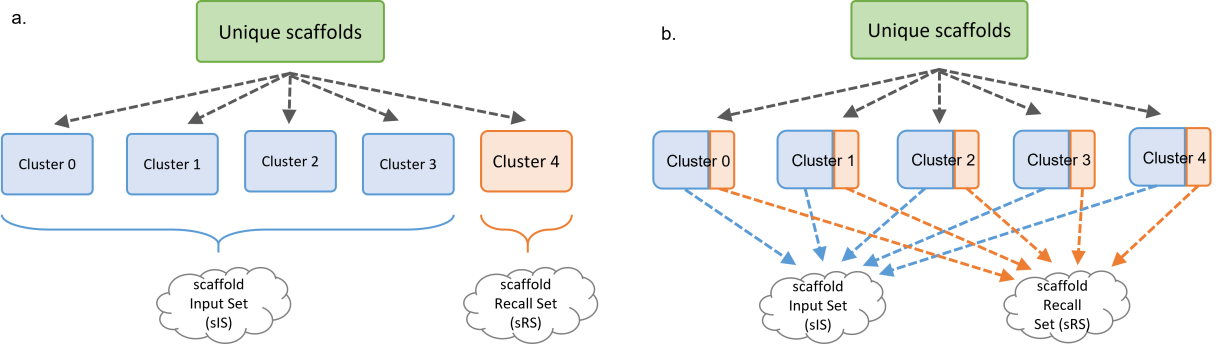 a.
Unique scaffolds
Cluster 0
Cluster 1
Cluster 2
Cluster 3
Cluster 4
scaffold
Input Set
(sIS)
scaffold
Recall Set
(sRS)
b.
Unique scaffolds
Cluster 0
Cluster 1
Cluster 2
Cluster 3
Cluster 4
scaffold
Input Set
(sIS)
scaffold
Recall
Set (sRS)